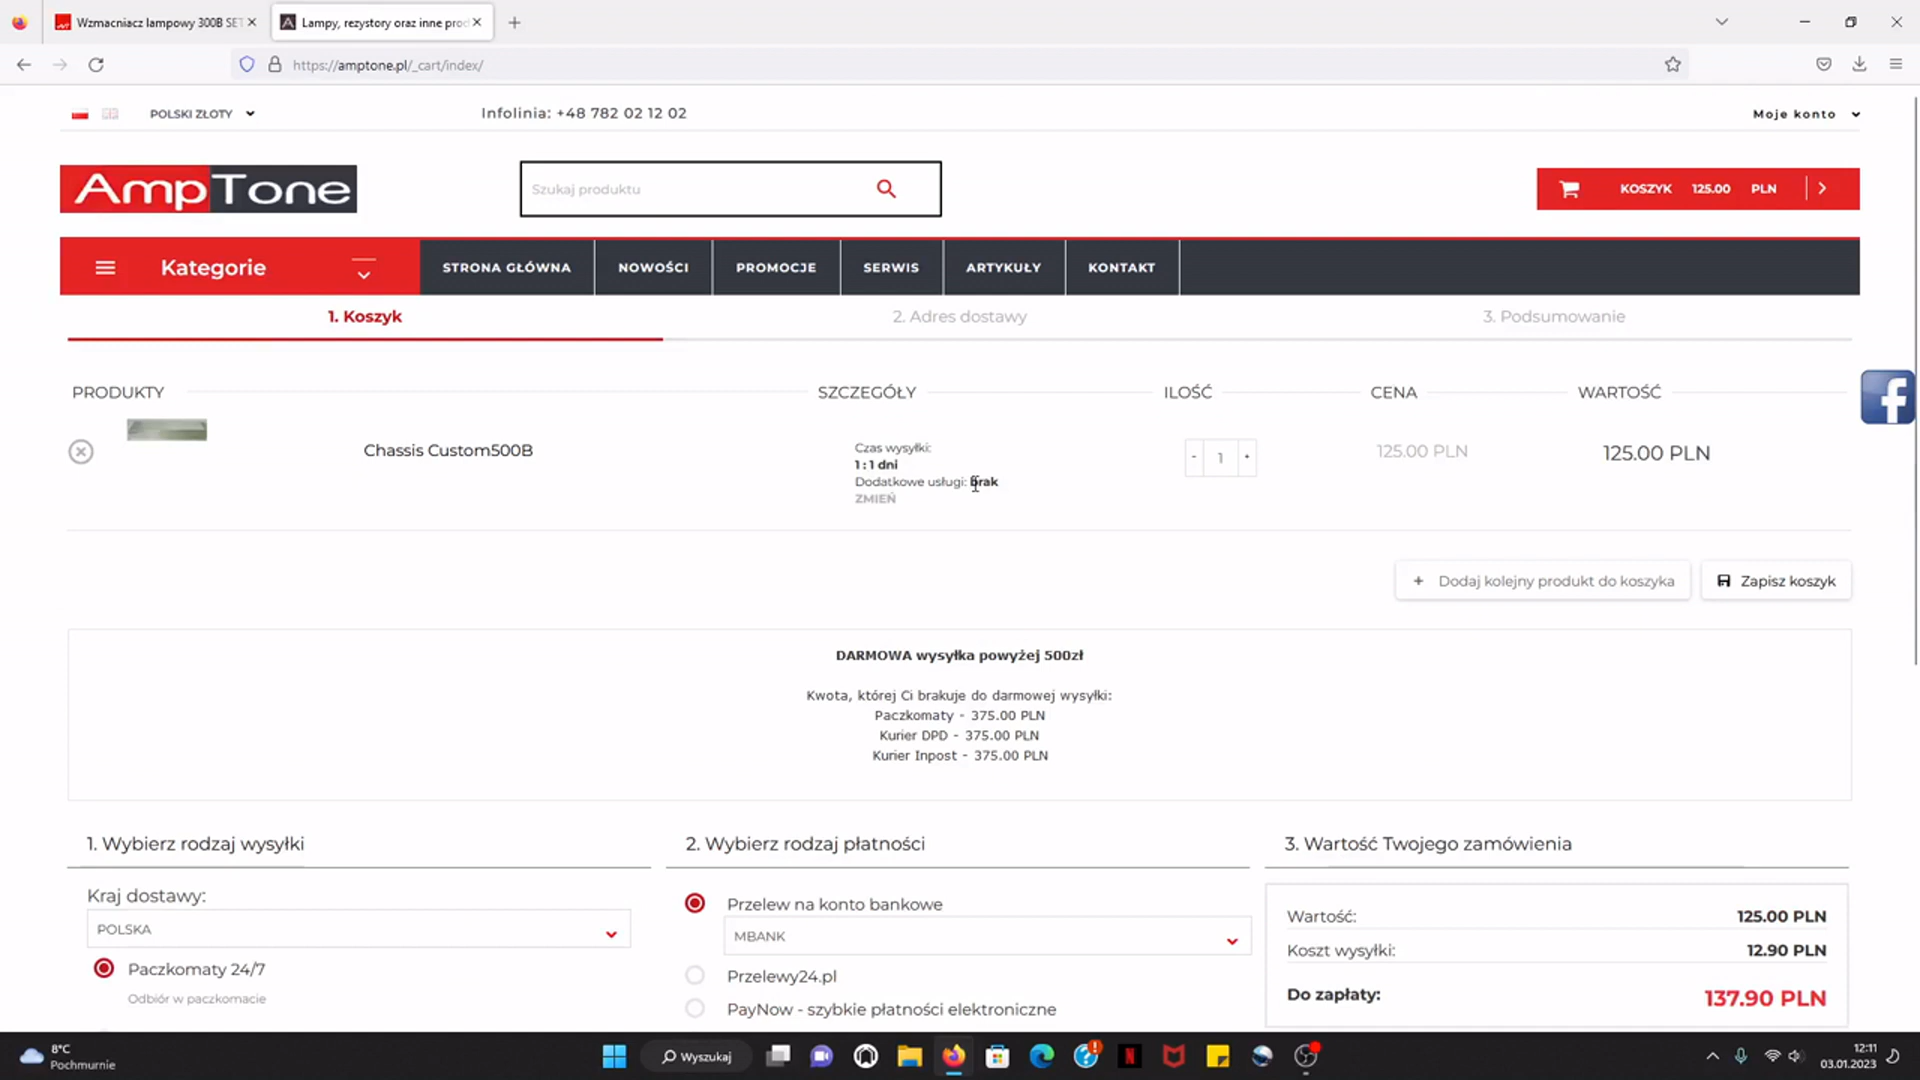 Wzmacniacz lampowy 300B SET
Lampy, rezystory oraz inne prod
https://amptone.pl/_cart/index/
POLSKI ZŁOTY
Infolinia: +48 782 02 12 02
Moje konto
AmpTone
Szukaj produktu
KOSZYK 125.00 PLN
Kategorie
STRONA GŁÓWNA
NOWOŚCI
PROMOCJE
SERWIS
ARTYKUŁY
KONTAKT
1. Koszyk
2. Adres dostawy
3. Podsumowanie
PRODUKTY
SZCZEGÓŁY
ILOŚĆ
CENA
WARTOŚĆ
Chassis Custom500B
Czas wysyłki:
1 : 1 dni
Dodatkowe usługi: brak
ZMIEŃ
- 1 +
125.00 PLN
125.00 PLN
+ Dodaj kolejny produkt do koszyka
Zapisz koszyk
DARMOWA wysyłka powyżej 500zł
Kwota, której Ci brakuje do darmowej wysyłki:
Paczkomaty - 375.00 PLN
Kurier DPD - 375.00 PLN
Kurier Inpost - 375.00 PLN
1. Wybierz rodzaj wysyłki
Kraj dostawy:
POLSKA
Paczkomaty 24/7
Odbiór w paczkomacie
2. Wybierz rodzaj płatności
Przelew na konto bankowe
MBANK
Przelewy24.pl
PayNow - szybkie płatności elektroniczne
3. Wartość Twojego zamówienia
Wartość: 125.00 PLN
Koszt wysyłki: 12.90 PLN
Do zapłaty: 137.90 PLN
8°C
Pochmurnie
Wyszukaj
12:11
03.01.2023